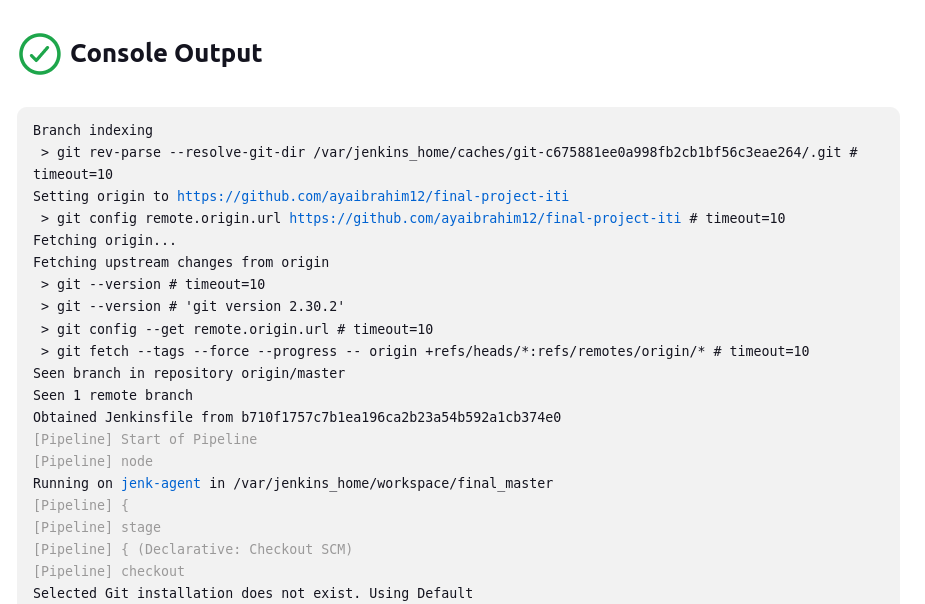 Console Output
Branch indexing
 > git rev-parse --resolve-git-dir /var/jenkins_home/caches/git-c675881ee0a998fb2cb1bf56c3eae264/.git #
timeout=10
Setting origin to https://github.com/ayaibrahim12/final-project-iti
 > git config remote.origin.url https://github.com/ayaibrahim12/final-project-iti # timeout=10
Fetching origin...
Fetching upstream changes from origin
 > git --version # timeout=10
 > git --version # 'git version 2.30.2'
 > git config --get remote.origin.url # timeout=10
 > git fetch --tags --force --progress -- origin +refs/heads/*:refs/remotes/origin/* # timeout=10
Seen branch in repository origin/master
Seen 1 remote branch
Obtained Jenkinsfile from b710f1757c7b1ea196ca2b23a54b592a1cb374e0
[Pipeline] Start of Pipeline
[Pipeline] node
Running on jenk-agent in /var/jenkins_home/workspace/final_master
[Pipeline] {
[Pipeline] stage
[Pipeline] { (Declarative: Checkout SCM)
[Pipeline] checkout
Selected Git installation does not exist. Using Default